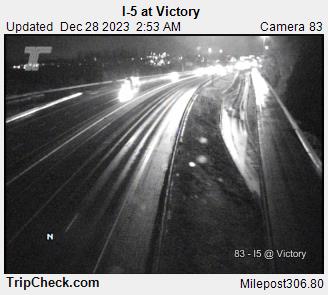 I-5 at Victory
Updated Dec 28 2023 2:53 AM Camera 83
T
N
83 - I5 @ Victory
TripCheck.com Milepost306.80